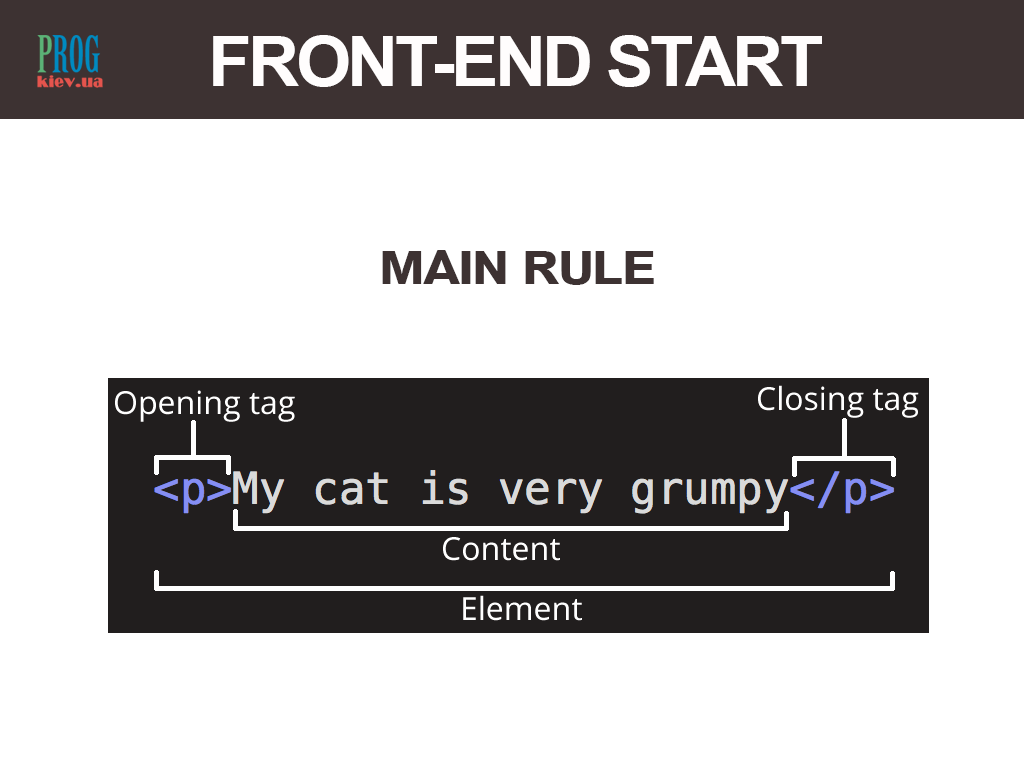 PROG
kiev.ua
FRONT-END START
MAIN RULE
Opening tag
Closing tag
<p>My cat is very grumpy</p>
Content
Element